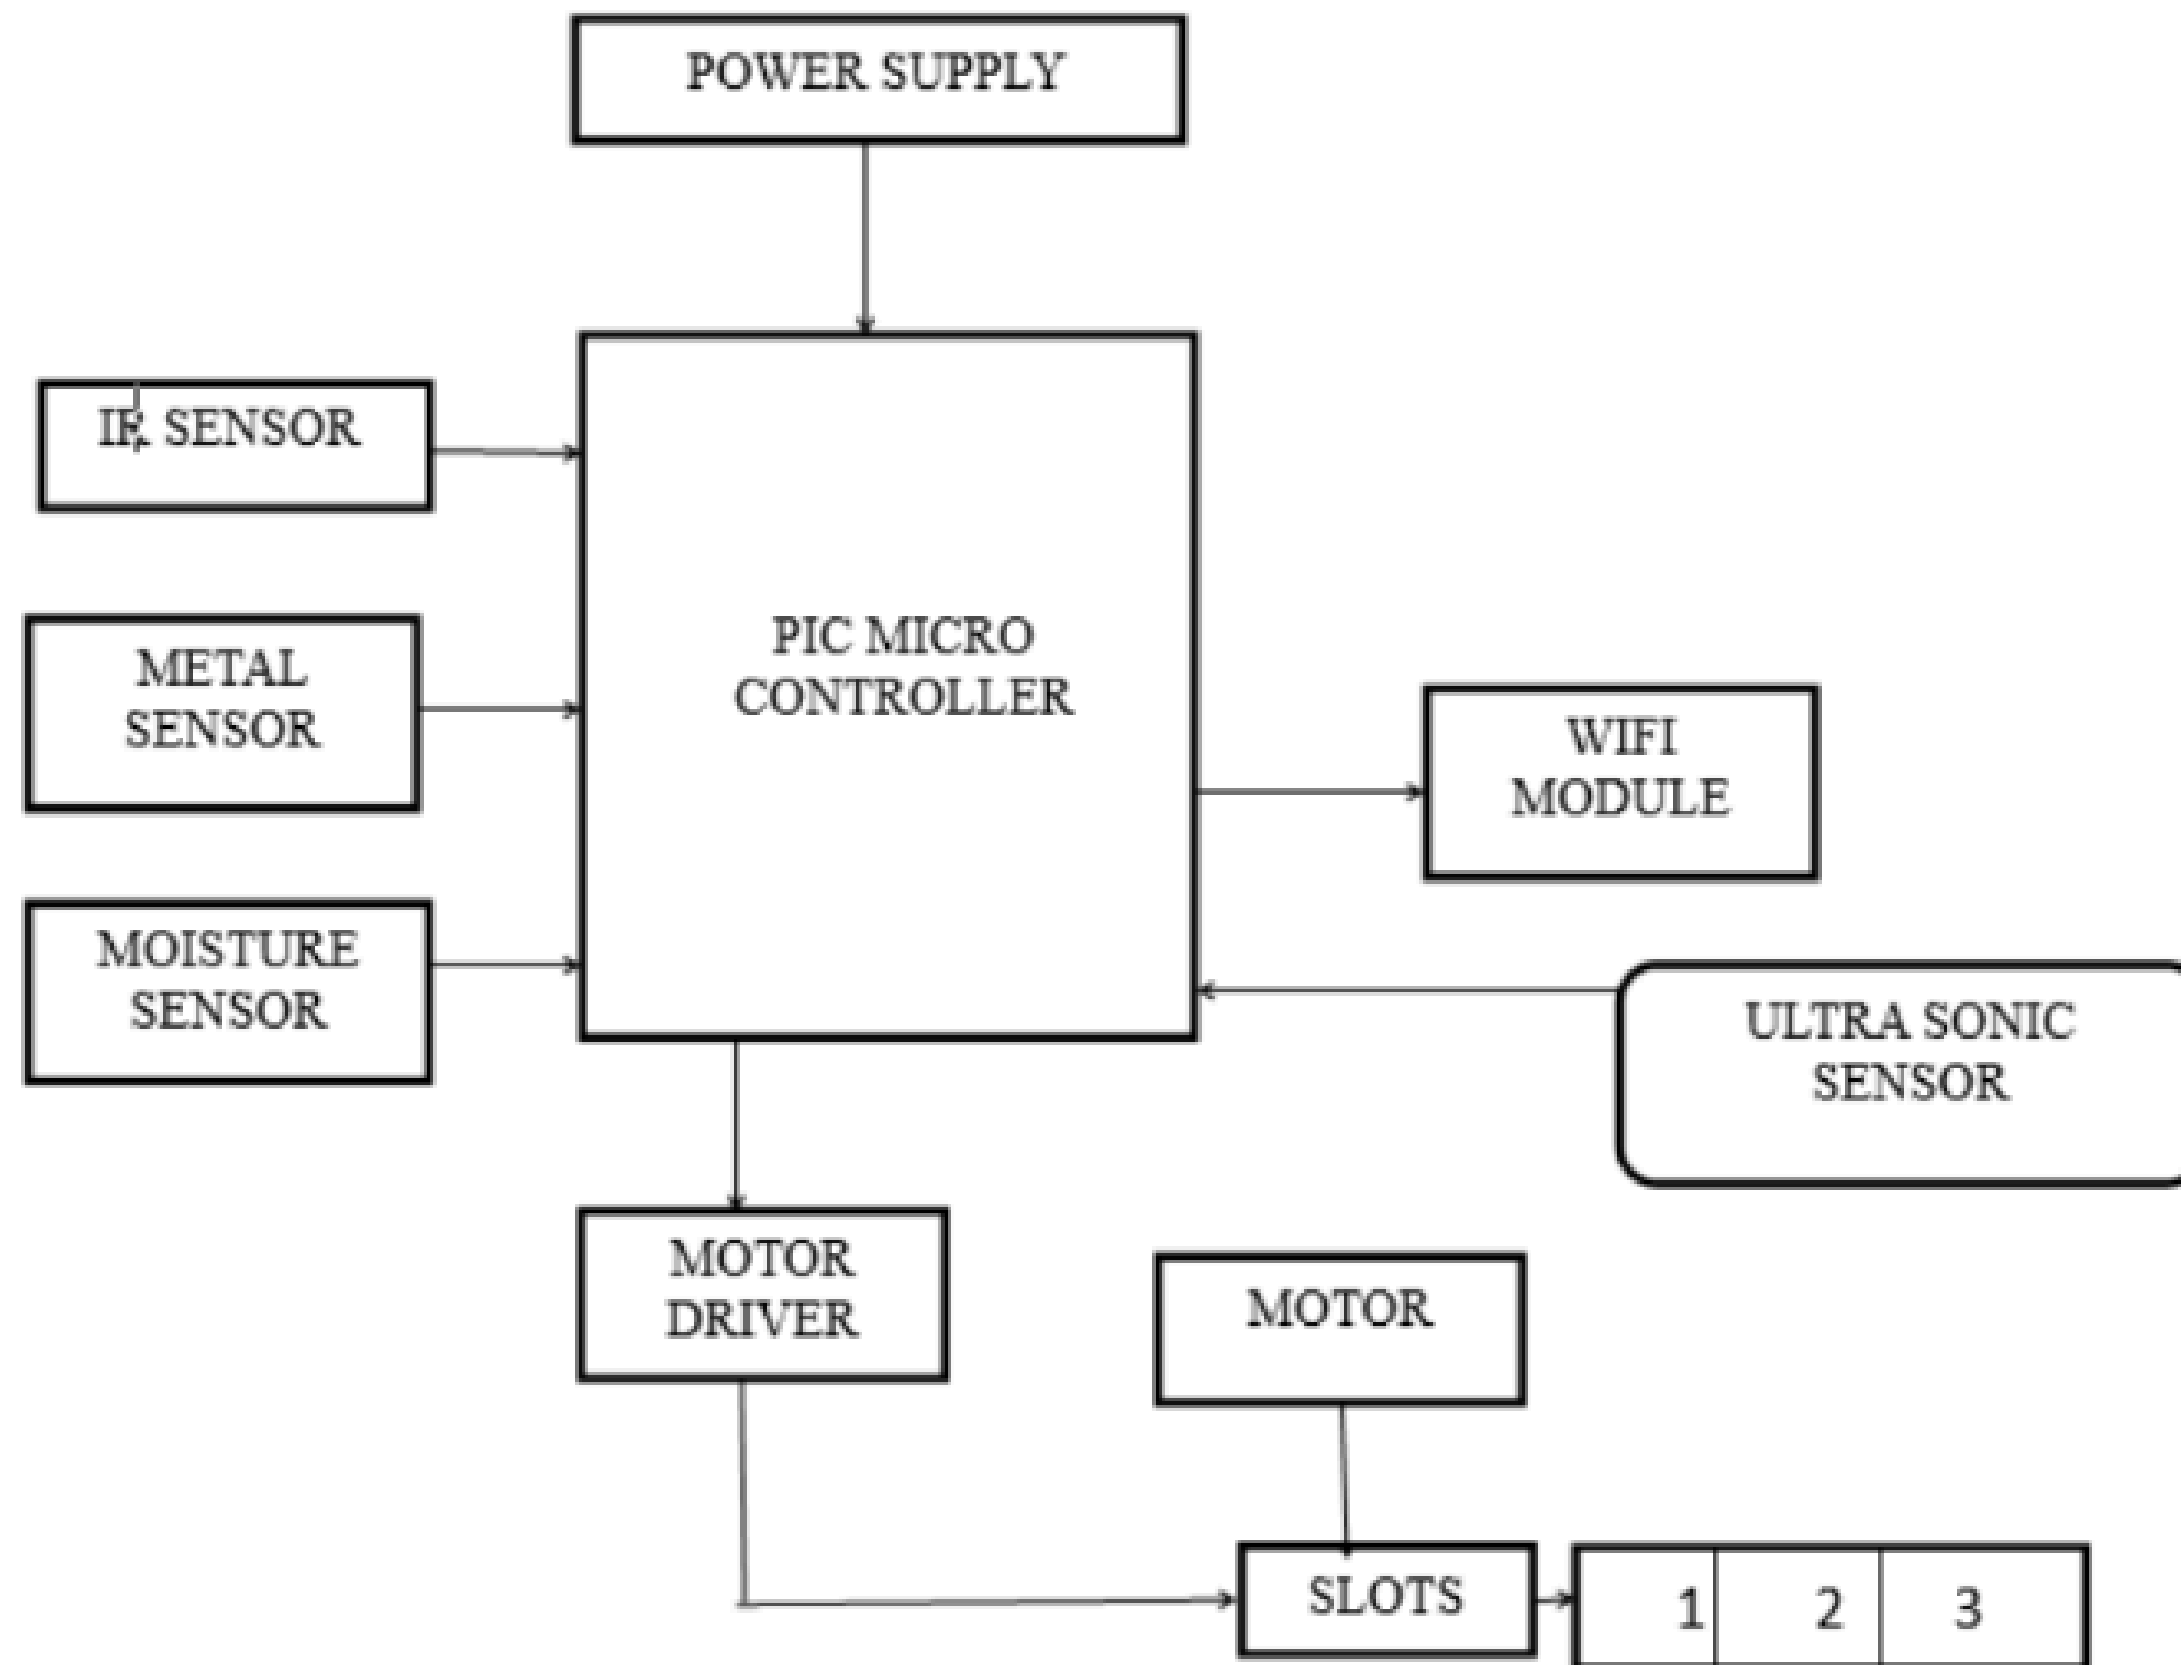 POWER SUPPLY
IR SENSOR
METAL
SENSOR
PIC MICRO
CONTROLLER
WIFI
MODULE
MOISTURE
SENSOR
ULTRA SONIC
SENSOR
MOTOR
DRIVER
MOTOR
SLOTS
1 2 3